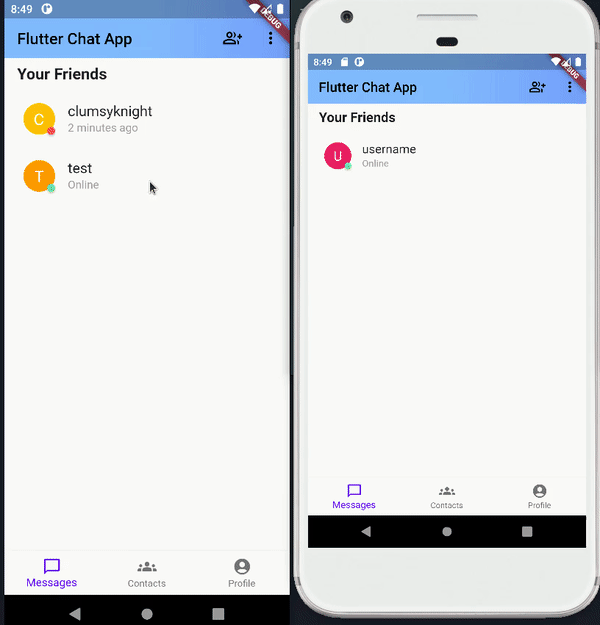 8:49
DEBUG
Flutter Chat App
Your Friends
C
clumsyknight
2 minutes ago
T
test
Online
Messages
Contacts
Profile
8:49
DEBUG
Flutter Chat App
Your Friends
U
username
Online
Messages
Contacts
Profile